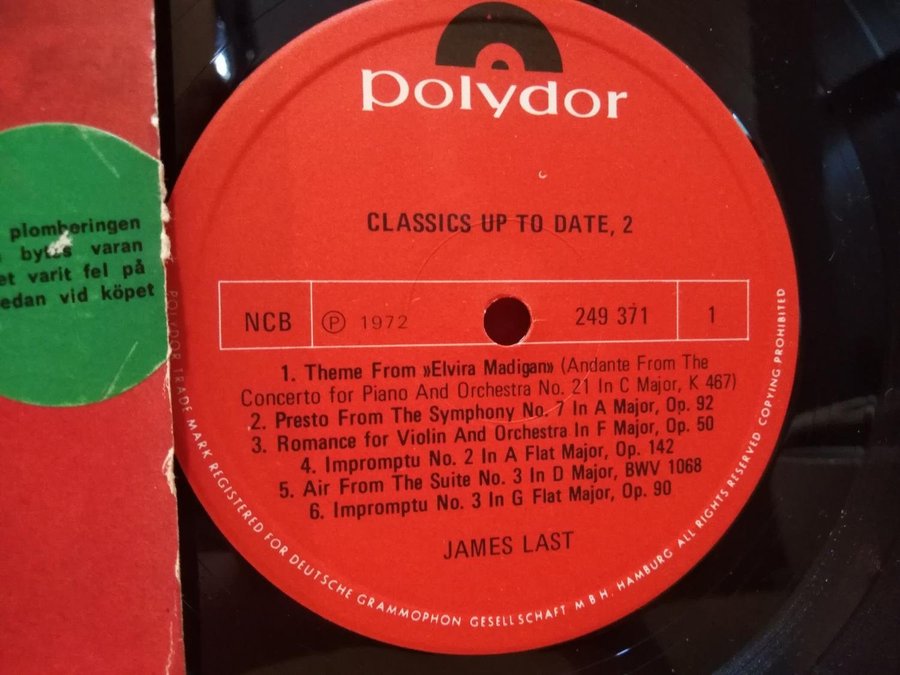 polydor
CLASSICS UP TO DATE, 2
NCB ℗ 1972 249 371 1
1. Theme From »Elvira Madigan» (Andante From The
Concerto for Piano And Orchestra No. 21 In C Major, K 467)
2. Presto From The Symphony No. 7 In A Major, Op. 92
3. Romance for Violin And Orchestra In F Major, Op. 50
4. Impromptu No. 2 In A Flat Major, Op. 142
5. Air From The Suite No. 3 In D Major, BWV 1068
6. Impromptu No. 3 In G Flat Major, Op. 90
JAMES LAST
POLYDOR TRADE MARK REGISTERED FOR DEUTSCHE GRAMMOPHON GESELLSCHAFT M B H. HAMBURG ALL RIGHTS RESERVED COPYING PROHIBITED
plomberingen
varan
et varit fel på
edan vid köpet